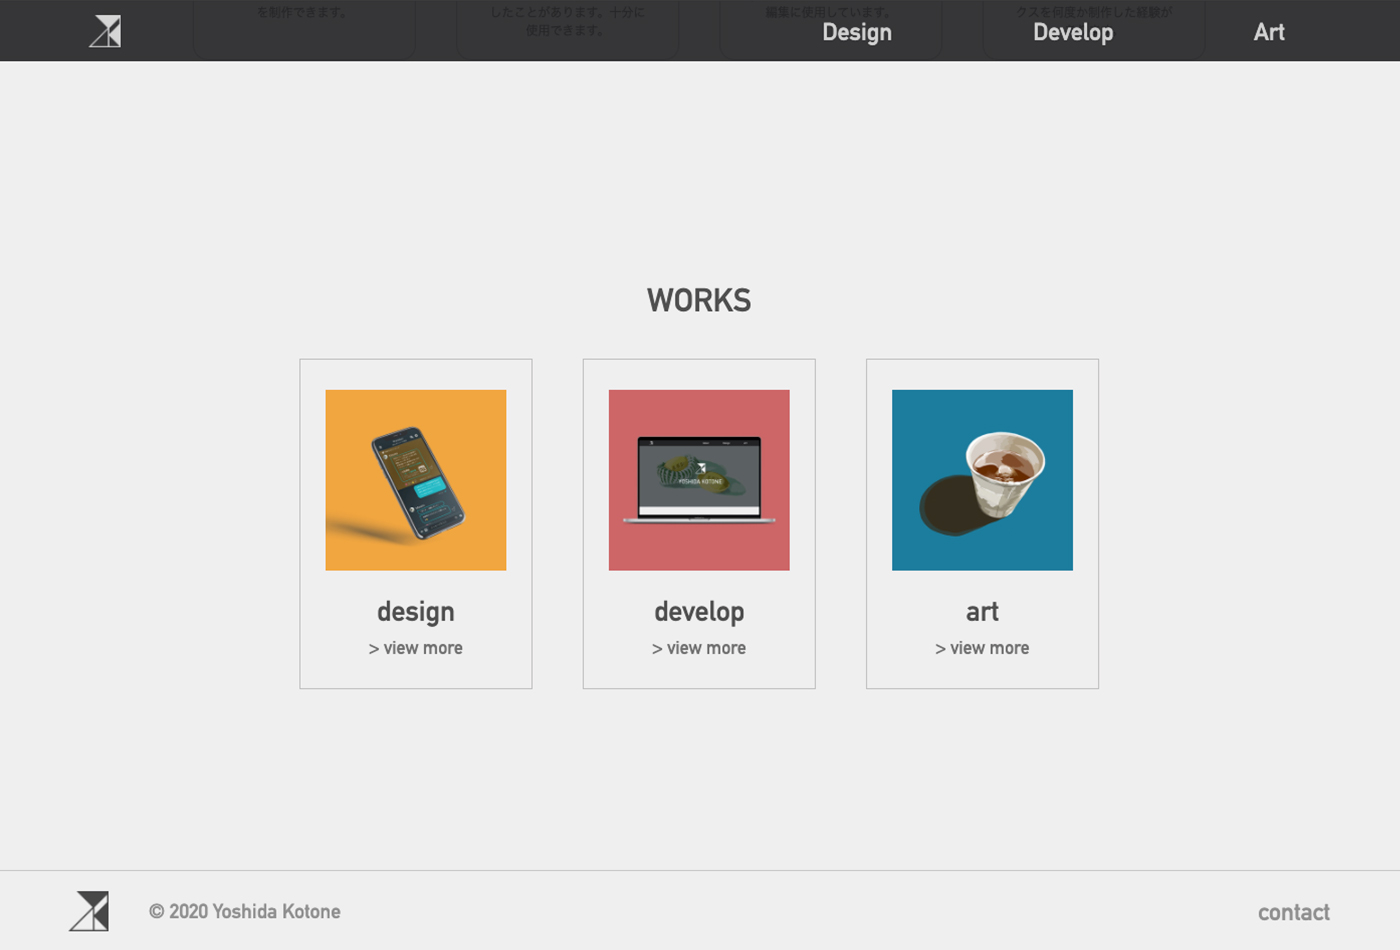 を制作できます。
したことがあります。十分に
使用できます。
編集に使用しています。
クスを何度か制作した経験が
Design
Develop
Art
WORKS
YOSHIDA KOTONE
design
> view more
develop
> view more
art
> view more
© 2020 Yoshida Kotone
contact